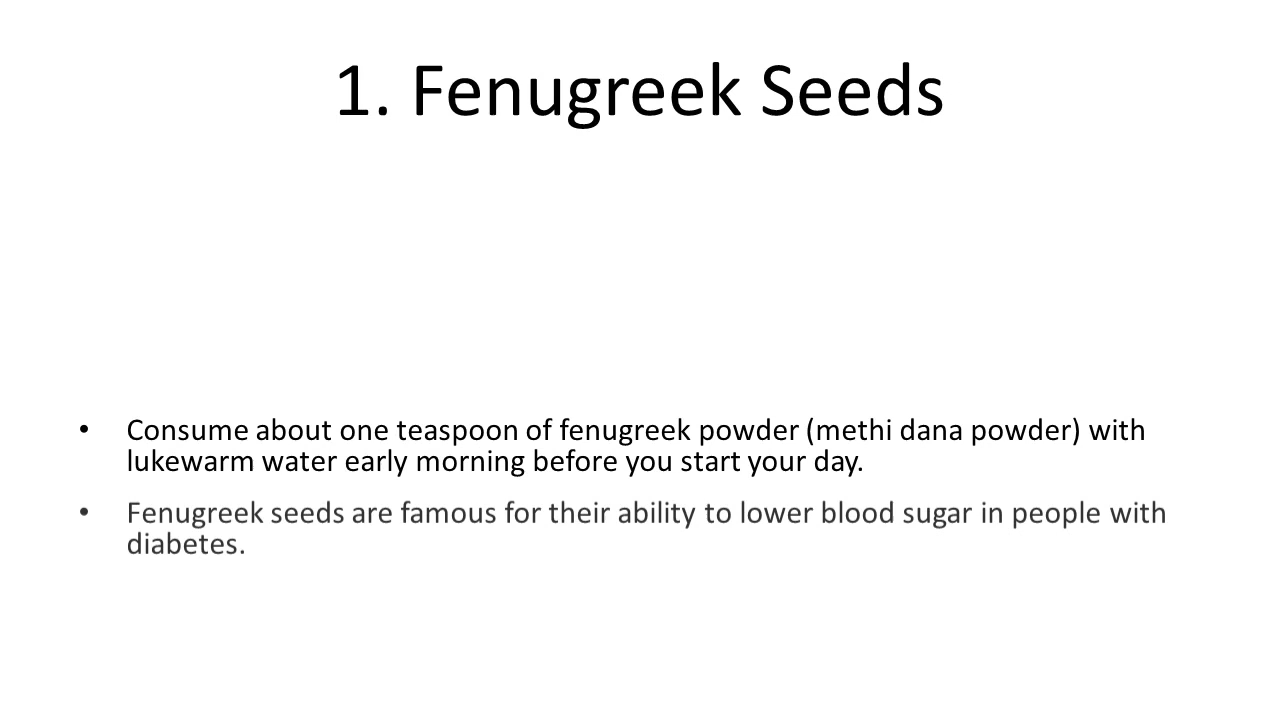 1. Fenugreek Seeds
• Consume about one teaspoon of fenugreek powder (methi dana powder) with
lukewarm water early morning before you start your day.
• Fenugreek seeds are famous for their ability to lower blood sugar in people with
diabetes.